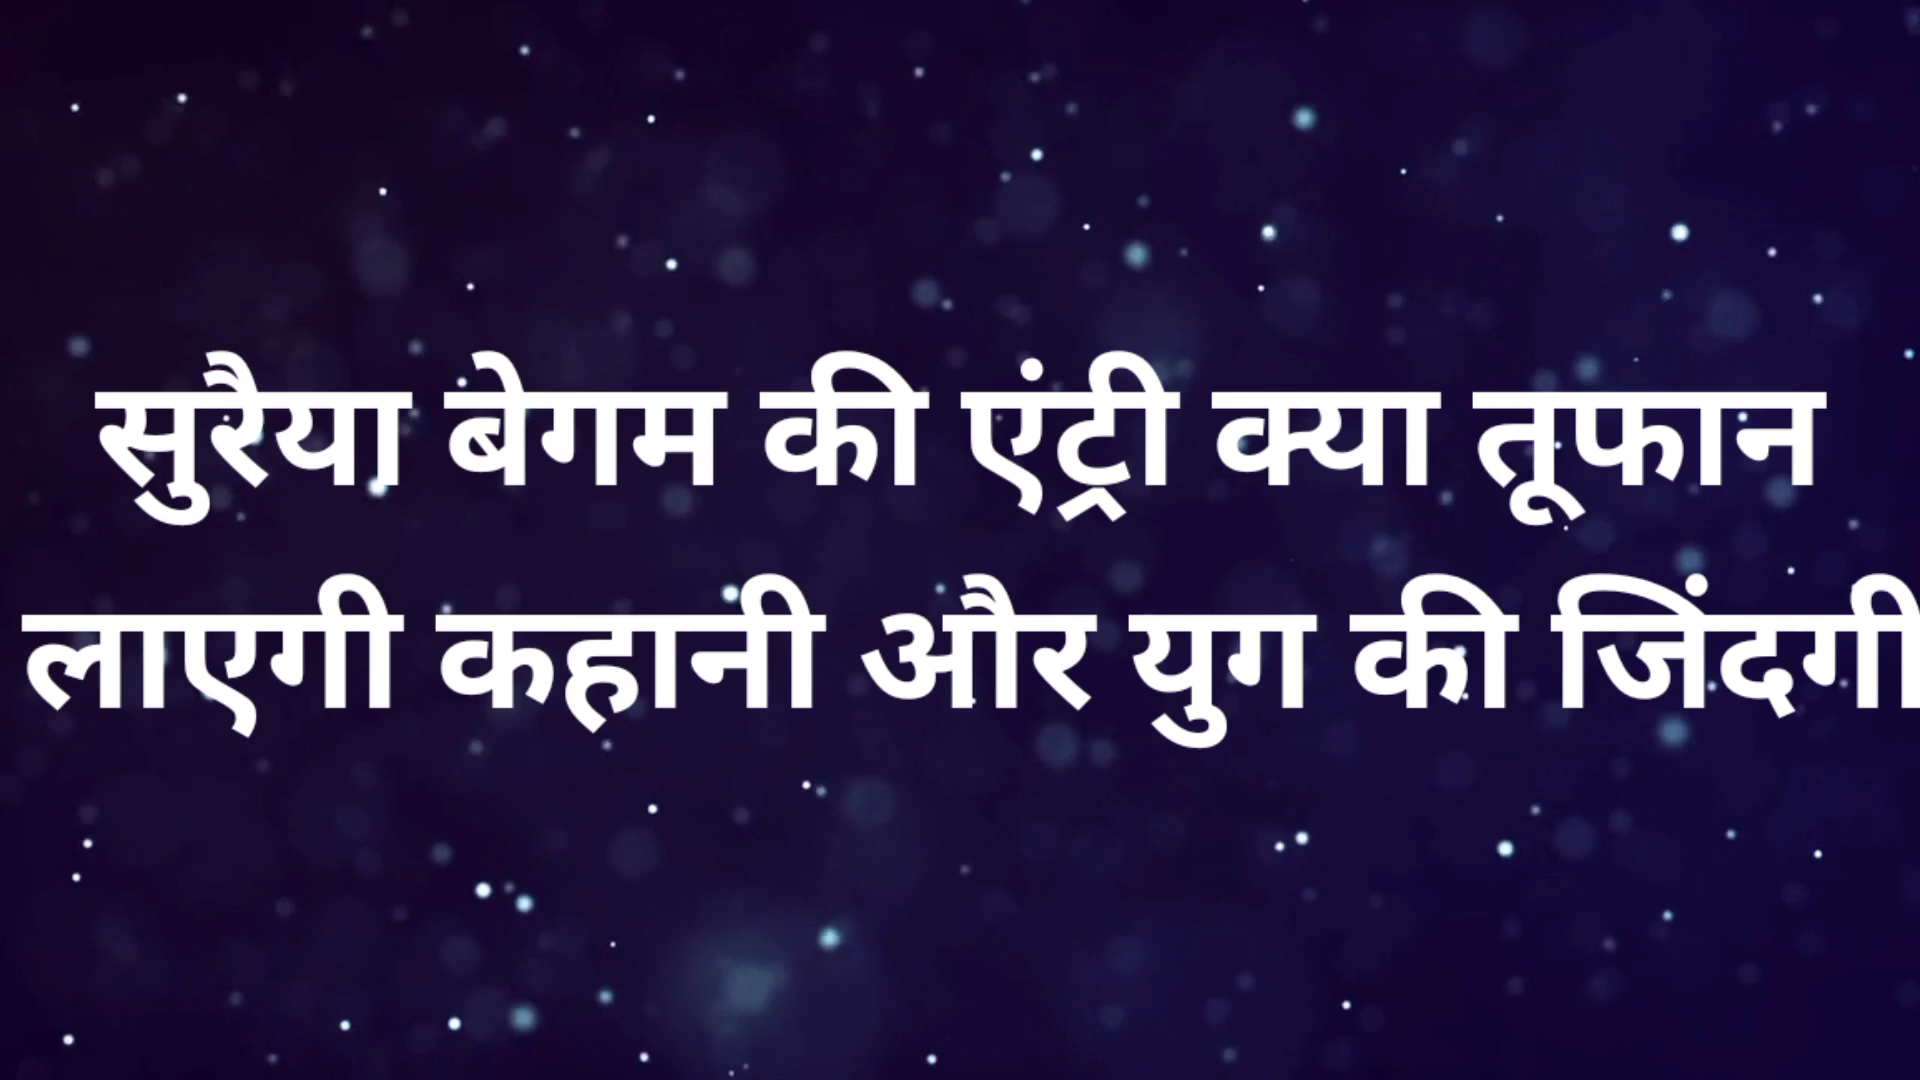 सुरैया बेगम की एंट्री क्या तूफान
लाएगी कहानी और युग की जिंदगी